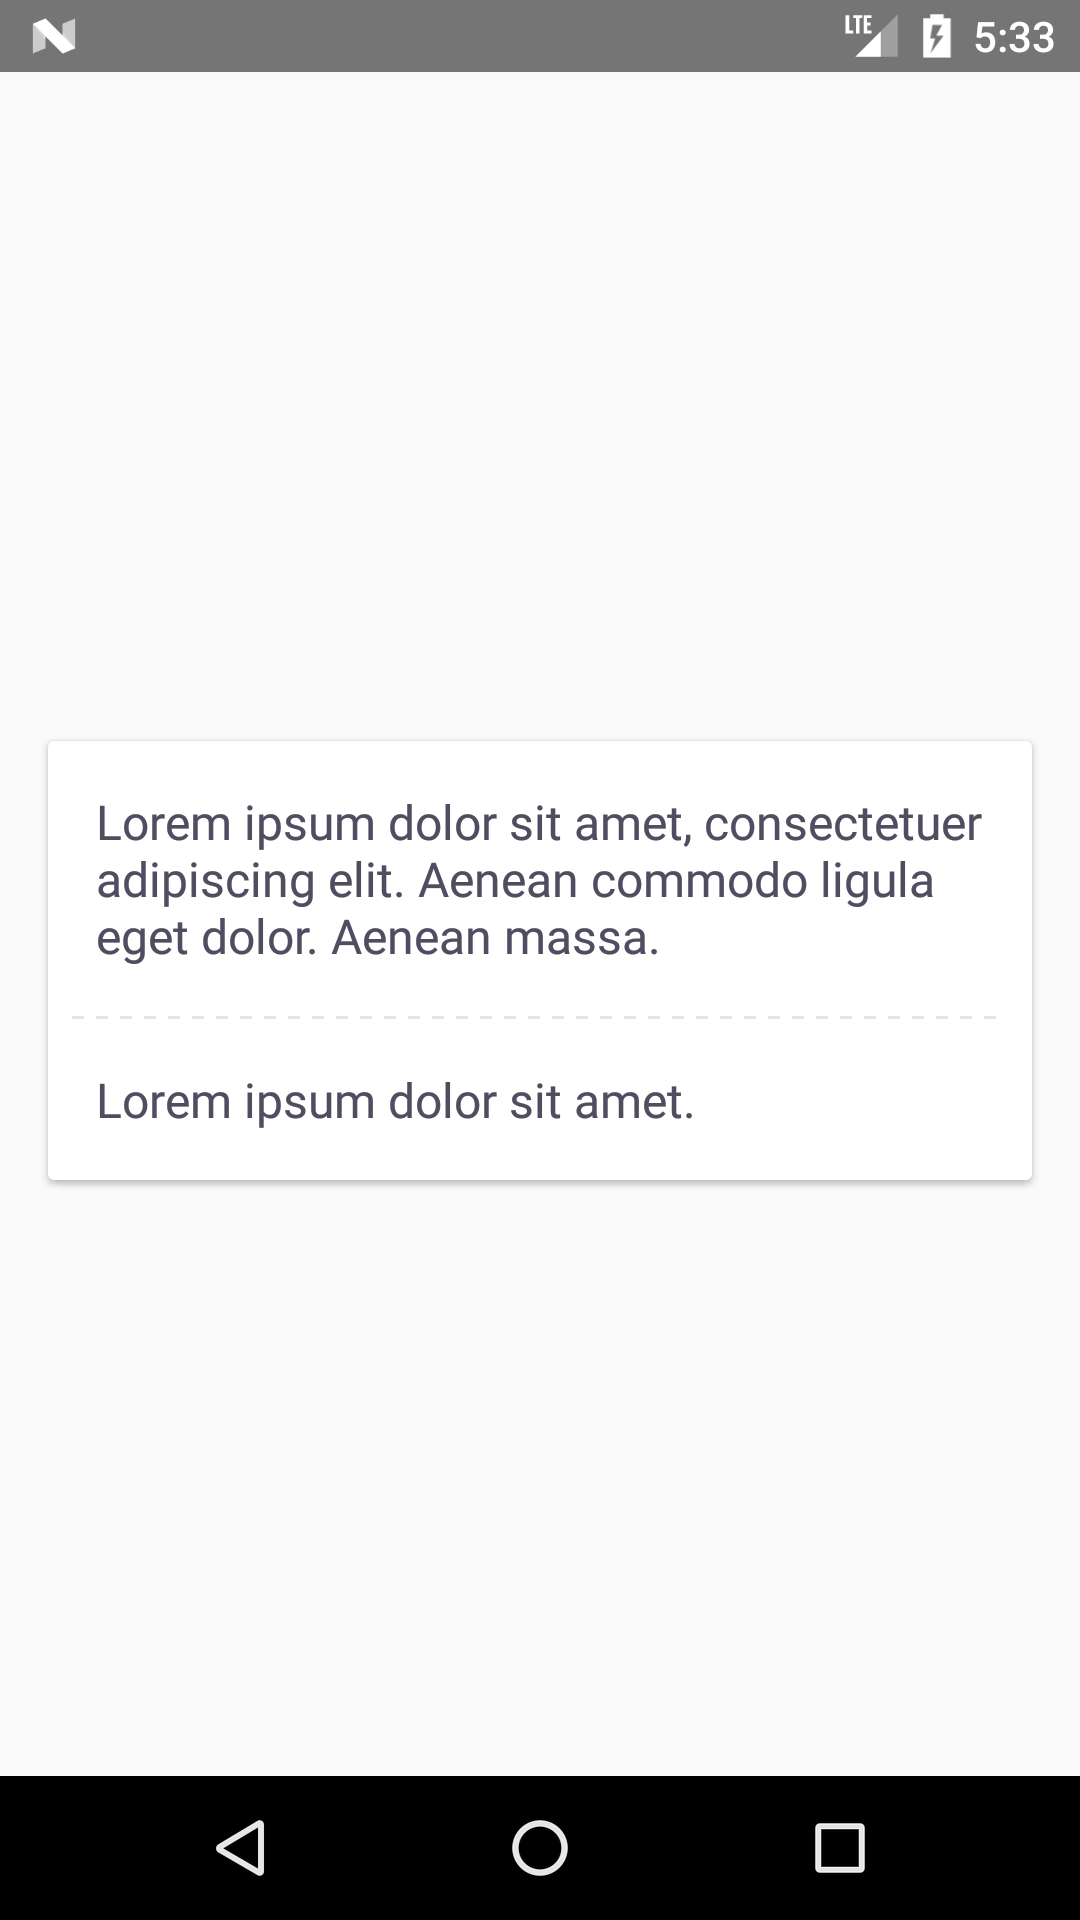 LTE 5:33
Lorem ipsum dolor sit amet, consectetuer
adipiscing elit. Aenean commodo ligula
eget dolor. Aenean massa.
Lorem ipsum dolor sit amet.